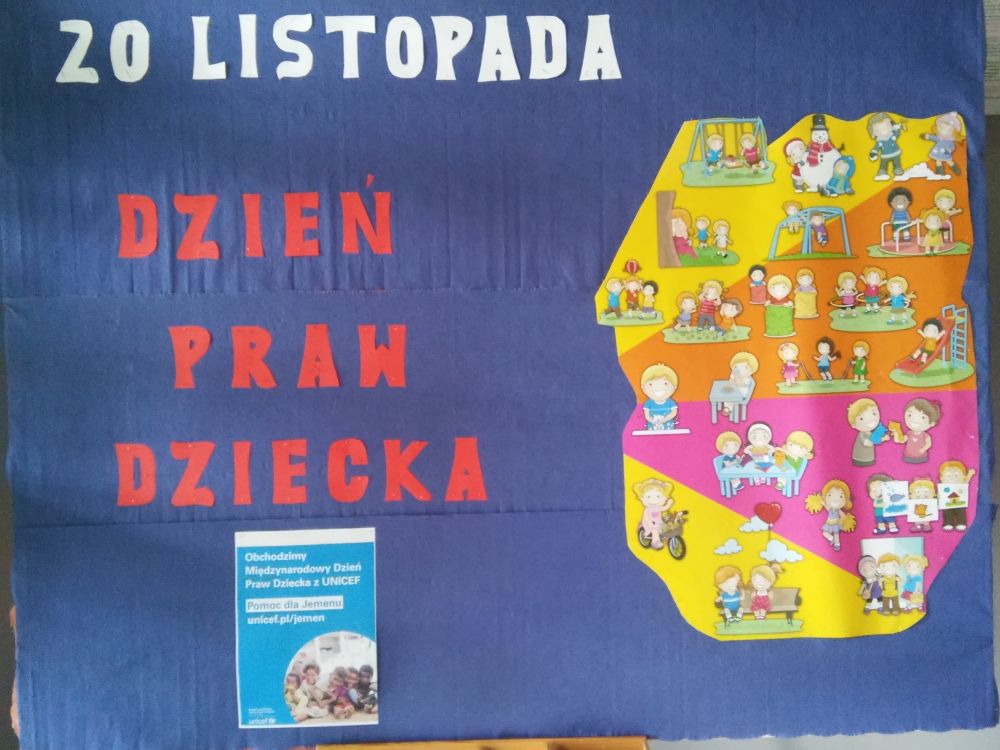 20 LISTOPADA
DZIEŃ
PRAW
DZIECKA
Obchodzimy
Międzynarodowy Dzień
Praw Dziecka z UNICEF
Pomoc dla Jemenu
unicef.pl/jemen
unicef